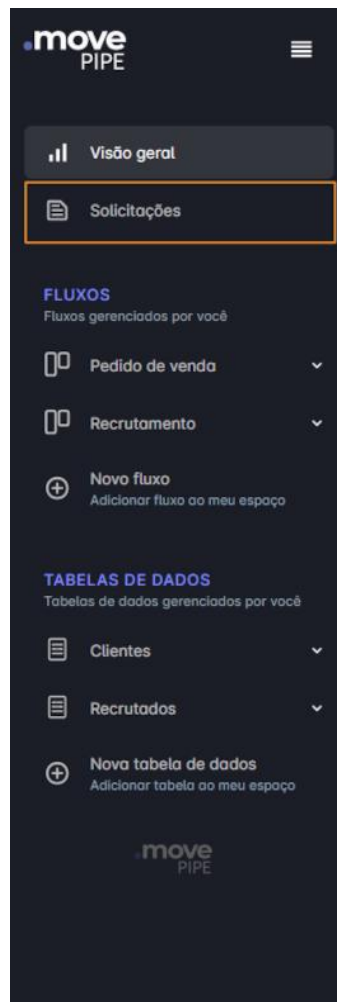 .move
PIPE
Visão geral
Solicitações
FLUXOS
Fluxos gerenciados por você
Pedido de venda
Recrutamento
Novo fluxo
Adicionar fluxo ao meu espaço
TABELAS DE DADOS
Tabelas de dados gerenciados por você
Clientes
Recrutados
Nova tabela de dados
Adicionar tabela ao meu espaço
.move
PIPE